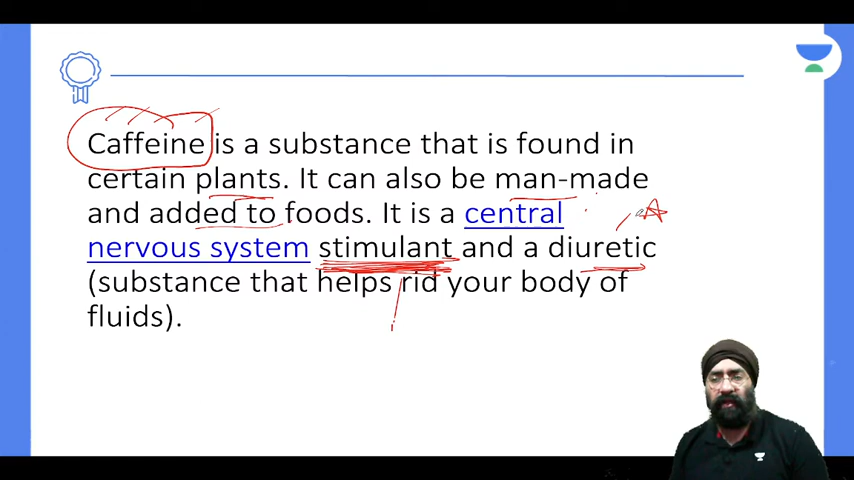 Caffeine is a substance that is found in
certain plants. It can also be man-made
and added to foods. It is a central
nervous system stimulant and a diuretic
(substance that helps rid your body of
fluids).